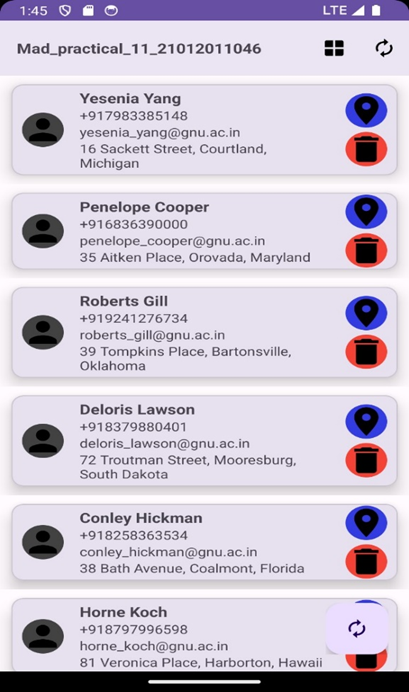 1:45
LTE
Mad_practical_11_21012011046
Yesenia Yang
+917983385148
yesenia_yang@gnu.ac.in
16 Sackett Street, Courtland,
Michigan
Penelope Cooper
+916836390000
penelope_cooper@gnu.ac.in
35 Aitken Place, Orovada, Maryland
Roberts Gill
+919241276734
roberts_gill@gnu.ac.in
39 Tompkins Place, Bartonsville,
Oklahoma
Deloris Lawson
+918379880401
deloris_lawson@gnu.ac.in
72 Troutman Street, Mooresburg,
South Dakota
Conley Hickman
+918258363534
conley_hickman@gnu.ac.in
38 Bath Avenue, Coalmont, Florida
Horne Koch
+918797996598
horne_koch@gnu.ac.in
81 Veronica Place, Harborton, Hawaii